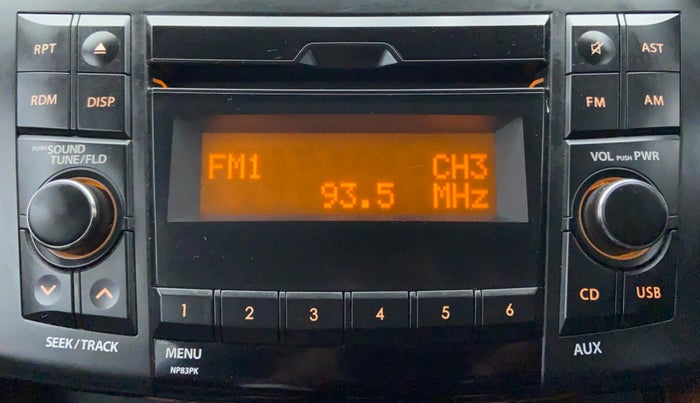 RPT
AST
RDM
DISP
FM
AM
PUSH SOUND
TUNE/FLD
VOL PUSH PWR
FM1 CH3
93.5 MHz
CD
USB
1 2 3 4 5 6
SEEK/TRACK
MENU
NP83PK
AUX